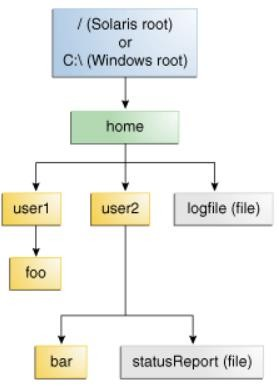 / (Solaris root)
or
C:\ (Windows root)
home
user1
user2
logfile (file)
foo
bar
statusReport (file)